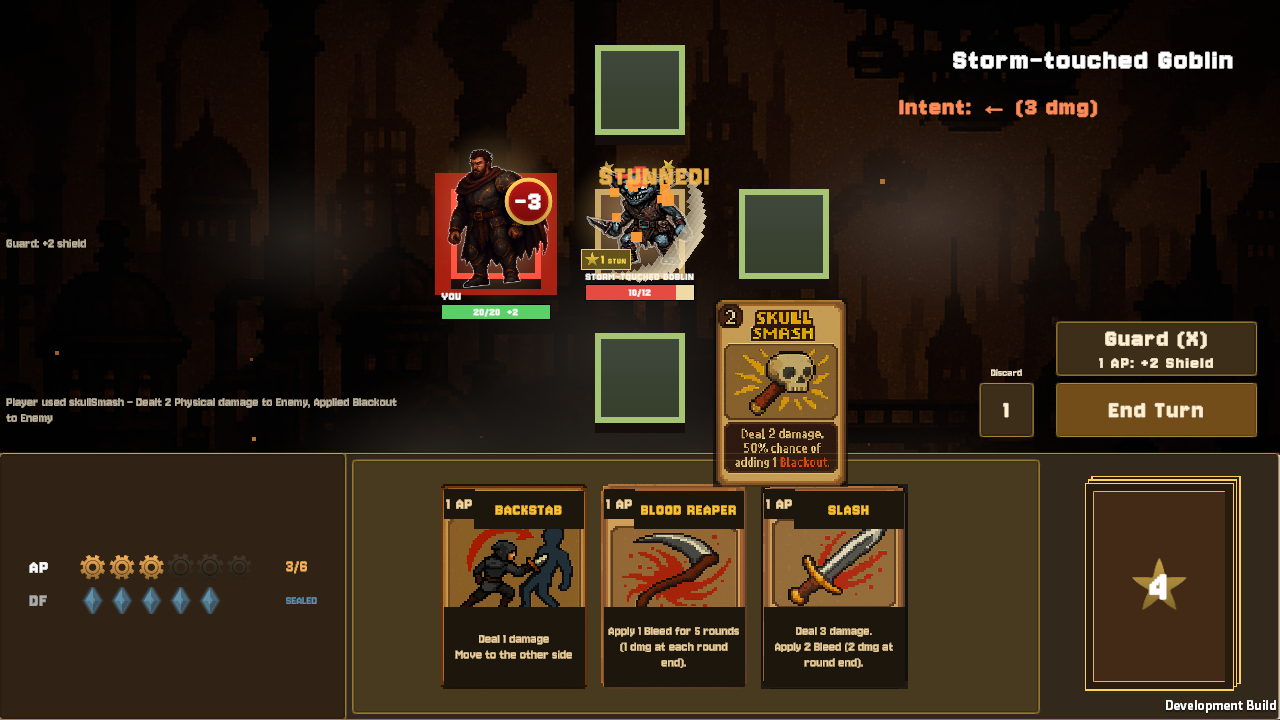 Storm-touched Goblin
Intent: ← (3 dmg)
STUNNED!
-3
Guard: +2 shield
1 STUN
STORM-TOUCHED GOBLIN
10/12
YOU
20/20 +2
2
SKULL
SMASH
Deal 2 damage.
50% chance of
adding 1 Blackout.
Guard (X)
1 AP: +2 Shield
Discard
1
End Turn
Player used skullSmash - Dealt 2 Physical damage to Enemy, Applied Blackout
to Enemy
1 AP
BACKSTAB
Deal 1 damage
Move to the other side
1 AP
BLOOD REAPER
Apply 1 Bleed for 5 rounds
(1 dmg at each round
end).
1 AP
SLASH
Deal 3 damage.
Apply 2 Bleed (2 dmg at
round end).
AP
3/6
DF
SEALED
4
Development Build